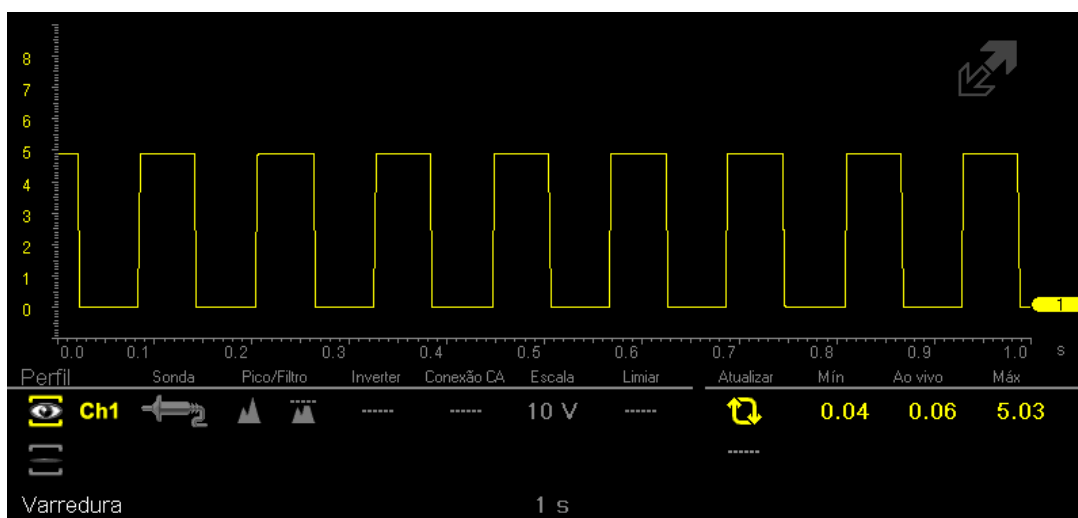 8
7
6
5
4
3
2
1
0
1
0.0 0.1 0.2 0.3 0.4 0.5 0.6 0.7 0.8 0.9 1.0 s
Perfil Sonda Pico/Filtro Inverter Conexão CA Escala Limiar Atualizar Mín Ao vivo Máx
Ch1 ------ ------ 10 V ------ 0.04 0.06 5.03
------
Varredura 1 s